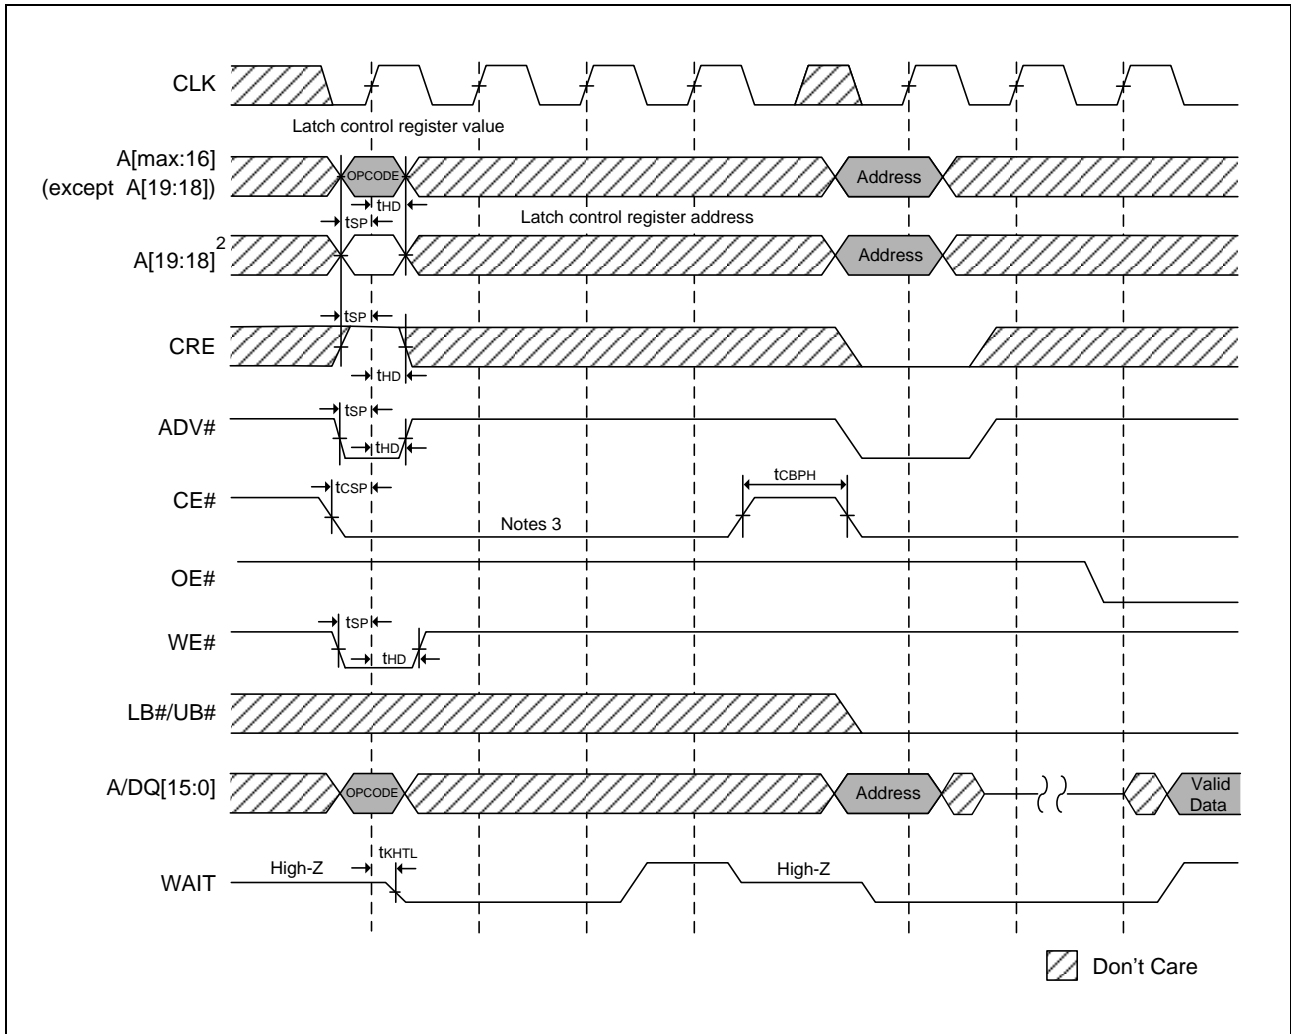 CLK
Latch control register value
A[max:16]
(except A[19:18])
OPCODE
Address
tHD
tSP
Latch control register address
A[19:18]2
Address
tSP
CRE
tHD
tSP
ADV#
tHD
tCSP
tCBPH
CE#
Notes 3
OE#
tSP
WE#
tHD
LB#/UB#
A/DQ[15:0]
OPCODE
Address
Valid
Data
tKHTL
High-Z
High-Z
WAIT
Don't Care